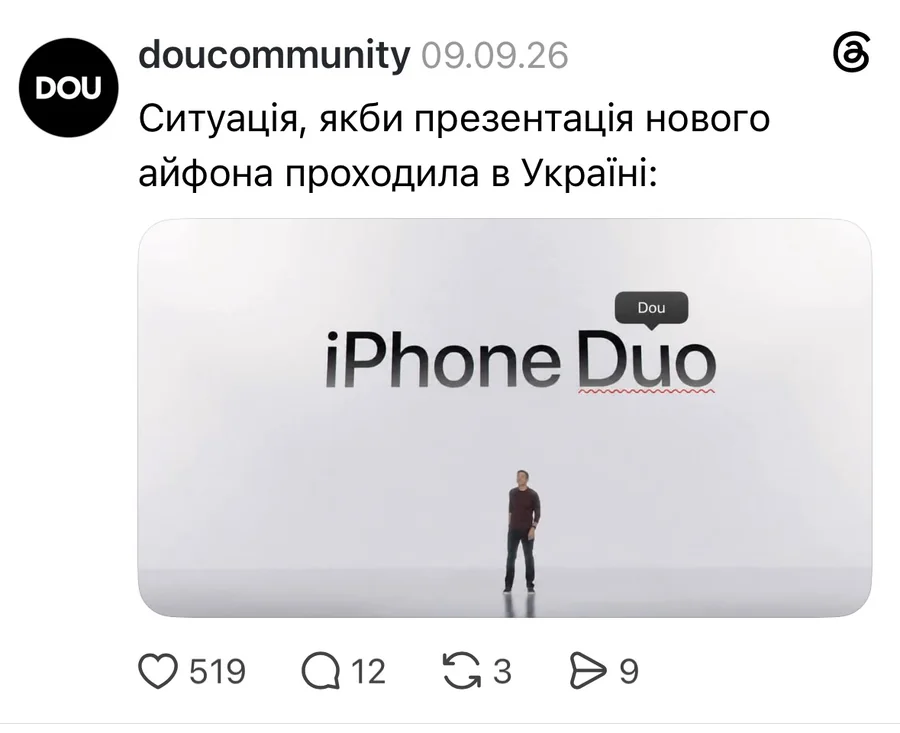 DOU
doucommunity 09.09.26
Ситуація, якби презентація нового
айфона проходила в Україні:
Dou
iPhone Duo
519 12 3 9